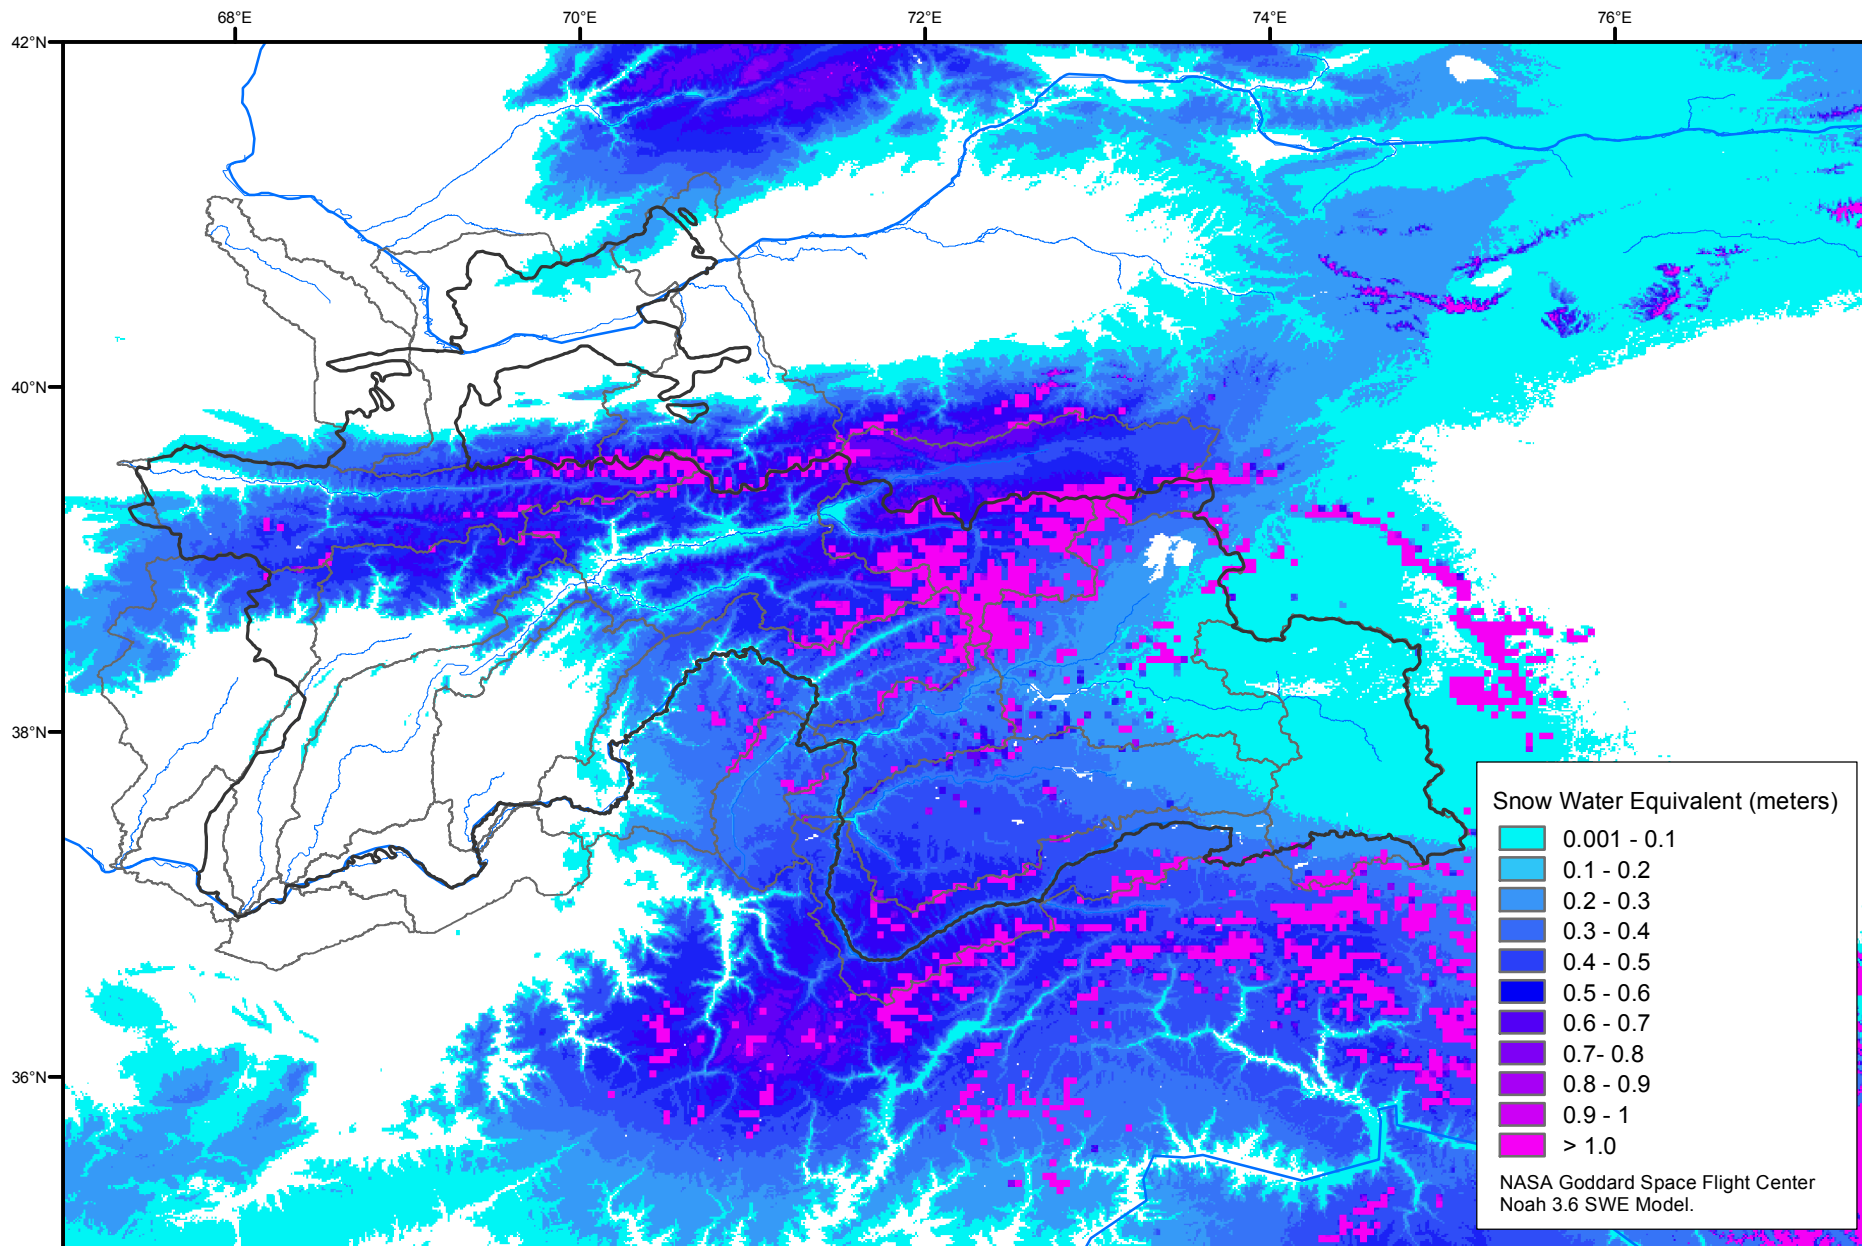 68°E
70°E
72°E
74°E
76°E
42°N
40°N
38°N
36°N
Snow Water Equivalent (meters)
0.001 - 0.1
0.1 - 0.2
0.2 - 0.3
0.3 - 0.4
0.4 - 0.5
0.5 - 0.6
0.6 - 0.7
0.7- 0.8
0.8 - 0.9
0.9 - 1
> 1.0
NASA Goddard Space Flight Center
Noah 3.6 SWE Model.